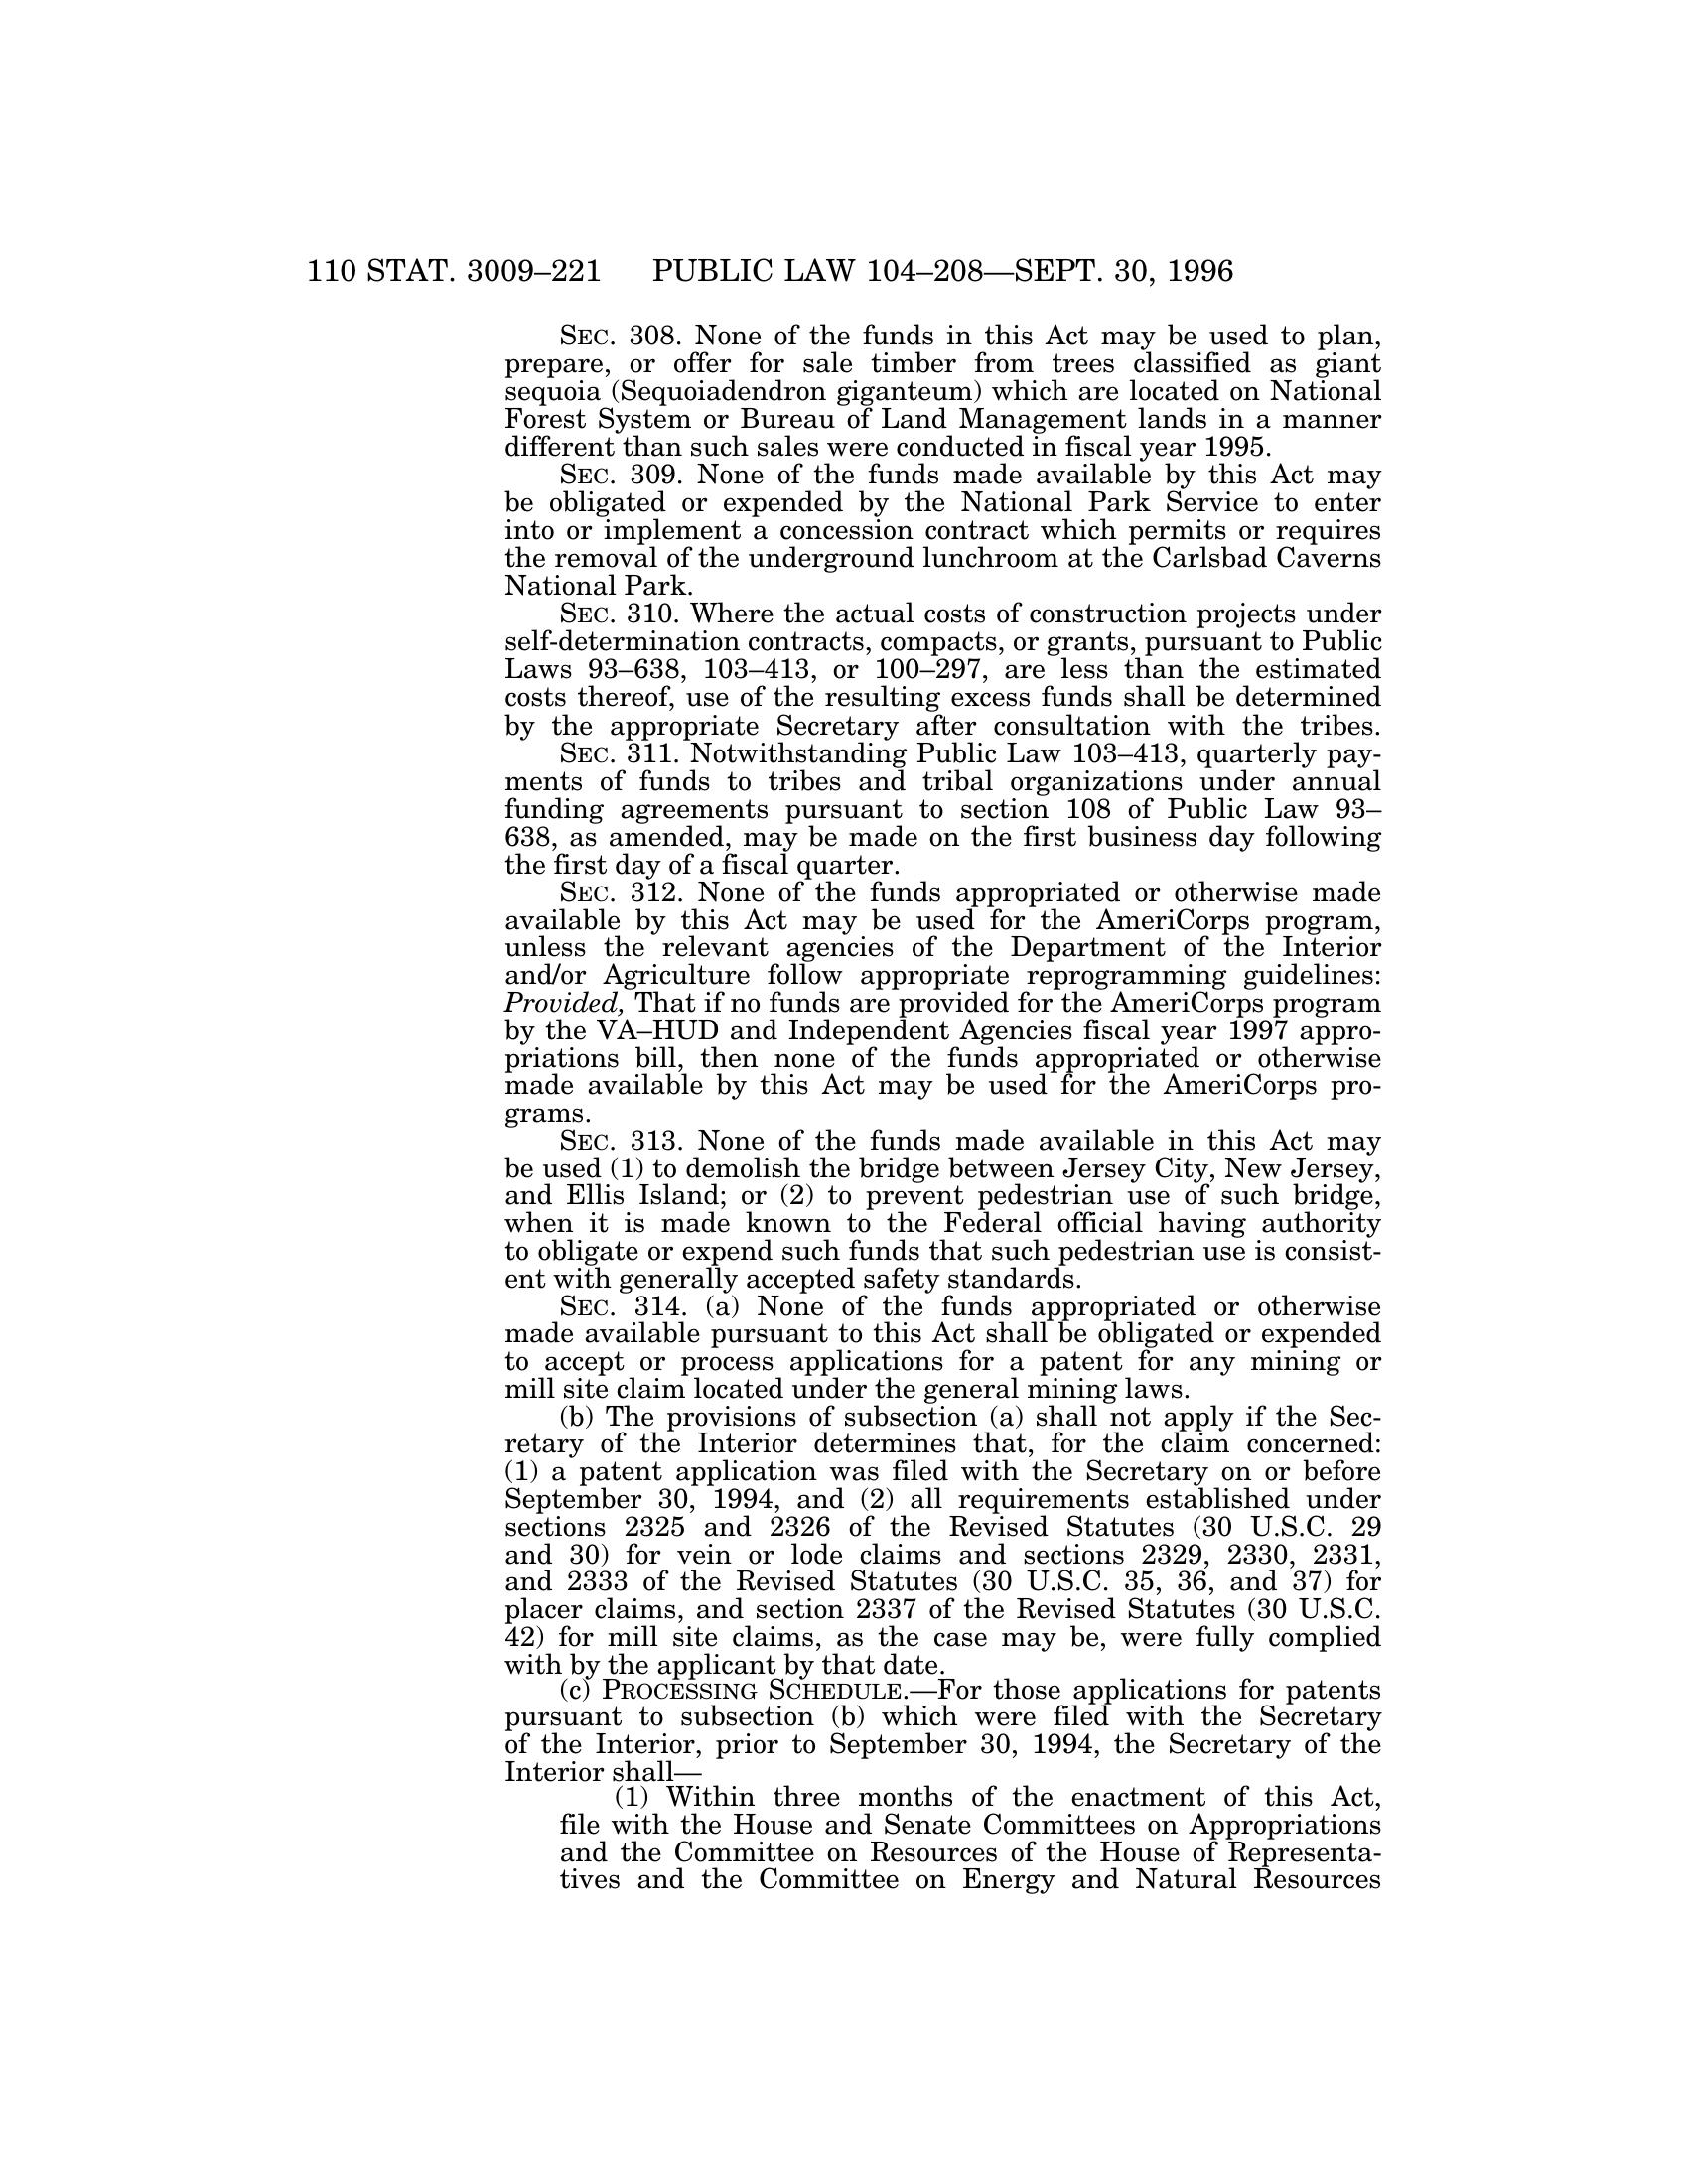 110 STAT. 3009–221 PUBLIC LAW 104–208—SEPT. 30, 1996
SEC. 308. None of the funds in this Act may be used to plan,
prepare, or offer for sale timber from trees classified as giant
sequoia (Sequoiadendron giganteum) which are located on National
Forest System or Bureau of Land Management lands in a manner
different than such sales were conducted in fiscal year 1995.
SEC. 309. None of the funds made available by this Act may
be obligated or expended by the National Park Service to enter
into or implement a concession contract which permits or requires
the removal of the underground lunchroom at the Carlsbad Caverns
National Park.
SEC. 310. Where the actual costs of construction projects under
self-determination contracts, compacts, or grants, pursuant to Public
Laws 93–638, 103–413, or 100–297, are less than the estimated
costs thereof, use of the resulting excess funds shall be determined
by the appropriate Secretary after consultation with the tribes.
SEC. 311. Notwithstanding Public Law 103–413, quarterly pay-
ments of funds to tribes and tribal organizations under annual
funding agreements pursuant to section 108 of Public Law 93–
638, as amended, may be made on the first business day following
the first day of a fiscal quarter.
SEC. 312. None of the funds appropriated or otherwise made
available by this Act may be used for the AmeriCorps program,
unless the relevant agencies of the Department of the Interior
and/or Agriculture follow appropriate reprogramming guidelines:
Provided, That if no funds are provided for the AmeriCorps program
by the VA–HUD and Independent Agencies fiscal year 1997 appro-
priations bill, then none of the funds appropriated or otherwise
made available by this Act may be used for the AmeriCorps pro-
grams.
SEC. 313. None of the funds made available in this Act may
be used (1) to demolish the bridge between Jersey City, New Jersey,
and Ellis Island; or (2) to prevent pedestrian use of such bridge,
when it is made known to the Federal official having authority
to obligate or expend such funds that such pedestrian use is consist-
ent with generally accepted safety standards.
SEC. 314. (a) None of the funds appropriated or otherwise
made available pursuant to this Act shall be obligated or expended
to accept or process applications for a patent for any mining or
mill site claim located under the general mining laws.
(b) The provisions of subsection (a) shall not apply if the Sec-
retary of the Interior determines that, for the claim concerned:
(1) a patent application was filed with the Secretary on or before
September 30, 1994, and (2) all requirements established under
sections 2325 and 2326 of the Revised Statutes (30 U.S.C. 29
and 30) for vein or lode claims and sections 2329, 2330, 2331,
and 2333 of the Revised Statutes (30 U.S.C. 35, 36, and 37) for
placer claims, and section 2337 of the Revised Statutes (30 U.S.C.
42) for mill site claims, as the case may be, were fully complied
with by the applicant by that date.
(c) PROCESSING SCHEDULE.—For those applications for patents
pursuant to subsection (b) which were filed with the Secretary
of the Interior, prior to September 30, 1994, the Secretary of the
Interior shall—
(1) Within three months of the enactment of this Act,
file with the House and Senate Committees on Appropriations
and the Committee on Resources of the House of Representa-
tives and the Committee on Energy and Natural Resources